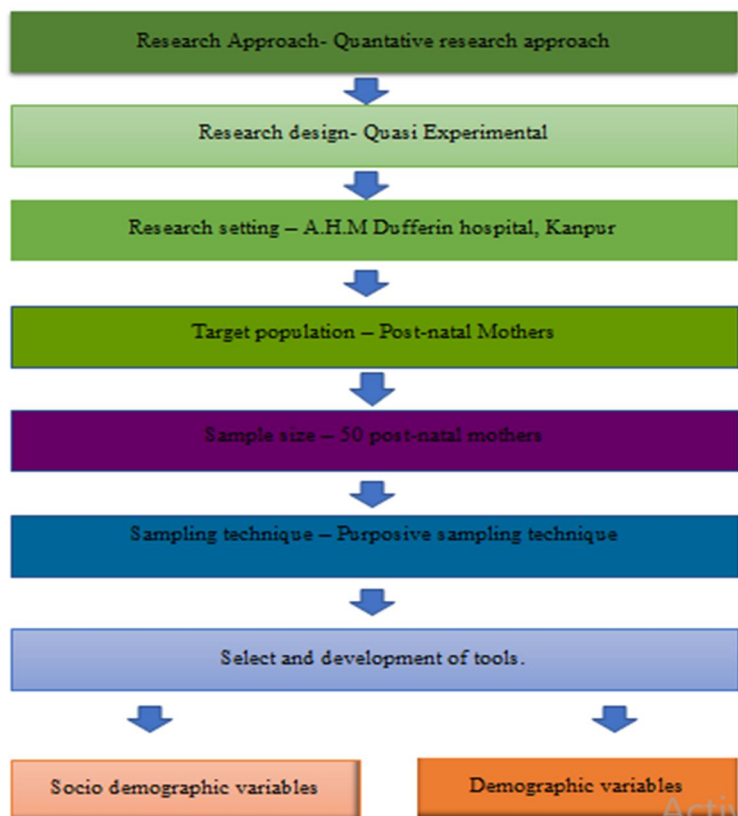 Research Approach- Quantative research approach
Research design- Quasi Experimental
Research setting – A.H.M Dufferin hospital, Kanpur
Target population – Post-natal Mothers
Sample size – 50 post-natal mothers
Sampling technique – Purposive sampling technique
Select and development of tools.
Socio demographic variables
Demographic variables